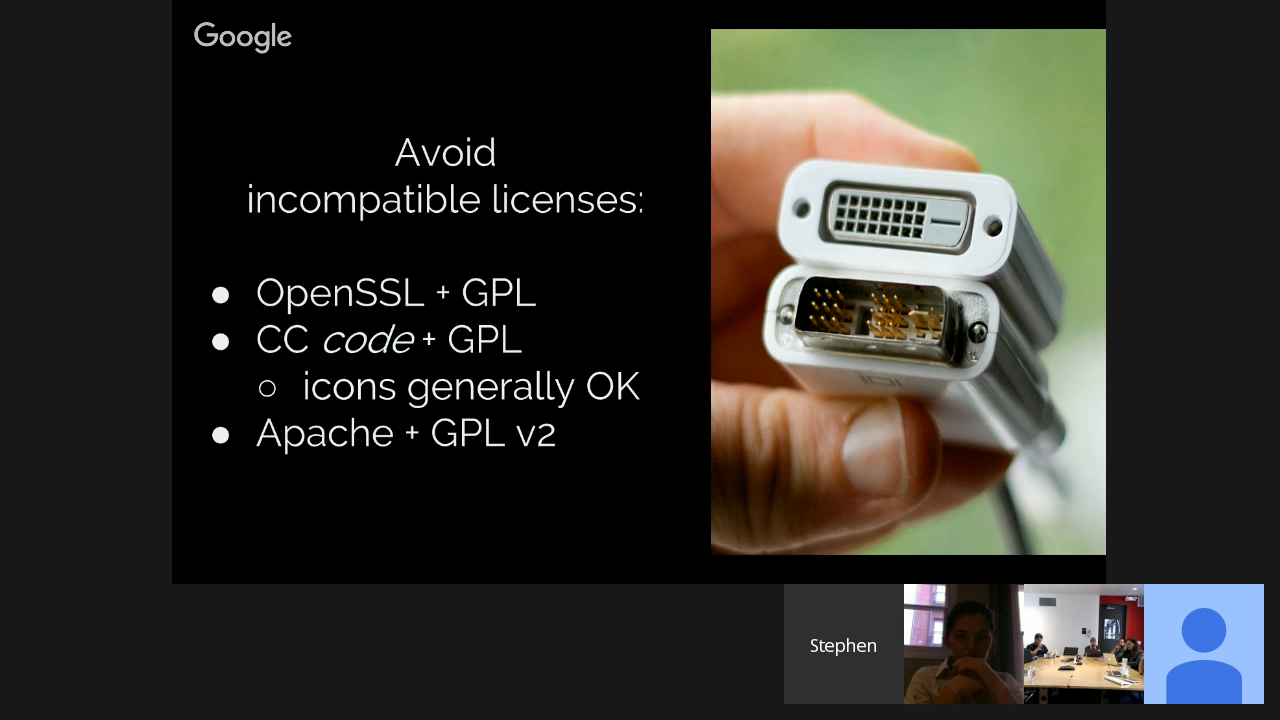 Google
Avoid
incompatible licenses:
● OpenSSL + GPL
● CC code + GPL
○ icons generally OK
● Apache + GPL v2
Stephen